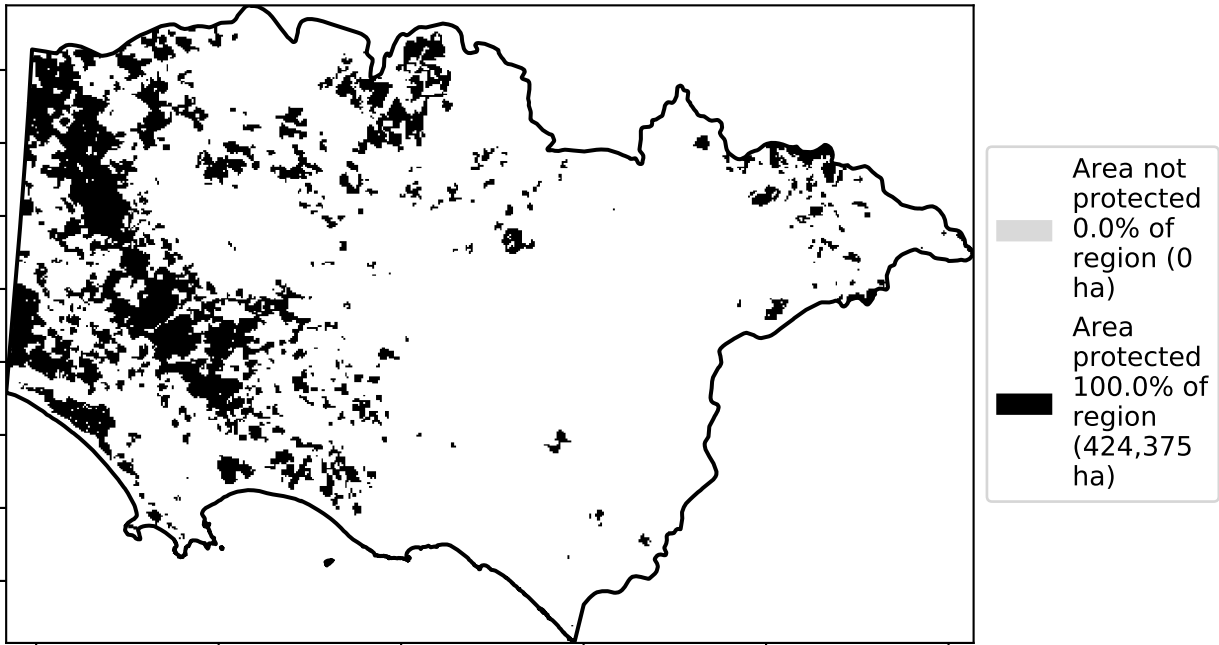 Area not
protected
0.0% of
region (0
ha)
Area
protected
100.0% of
region
(424,375
ha)